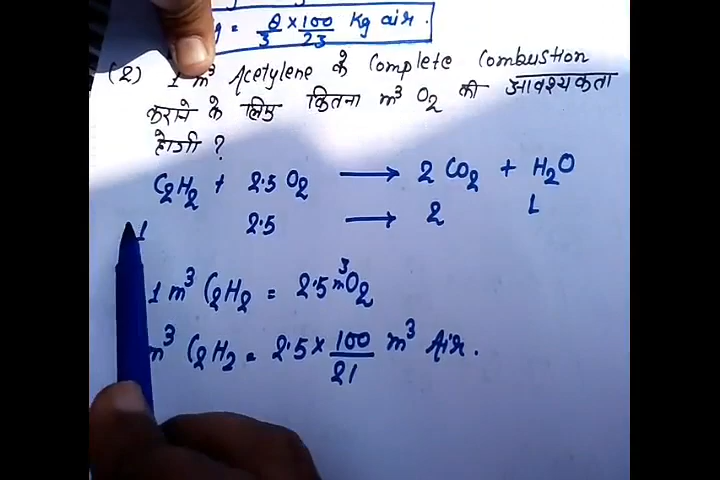 g = 8/3 × 100/23 Kg air.
(2) 1 m³ Acetylene के Complete Combustion
कराने के लिए कितना m³ O₂ की आवश्यकता
होगी ?
C₂H₂ + 2.5 O₂ → 2 CO₂ + H₂O
1 2.5 → 2 1
1 m³ C₂H₂ = 2.5 m³ O₂
m³ C₂H₂ = 2.5 × 100/21 m³ Air.